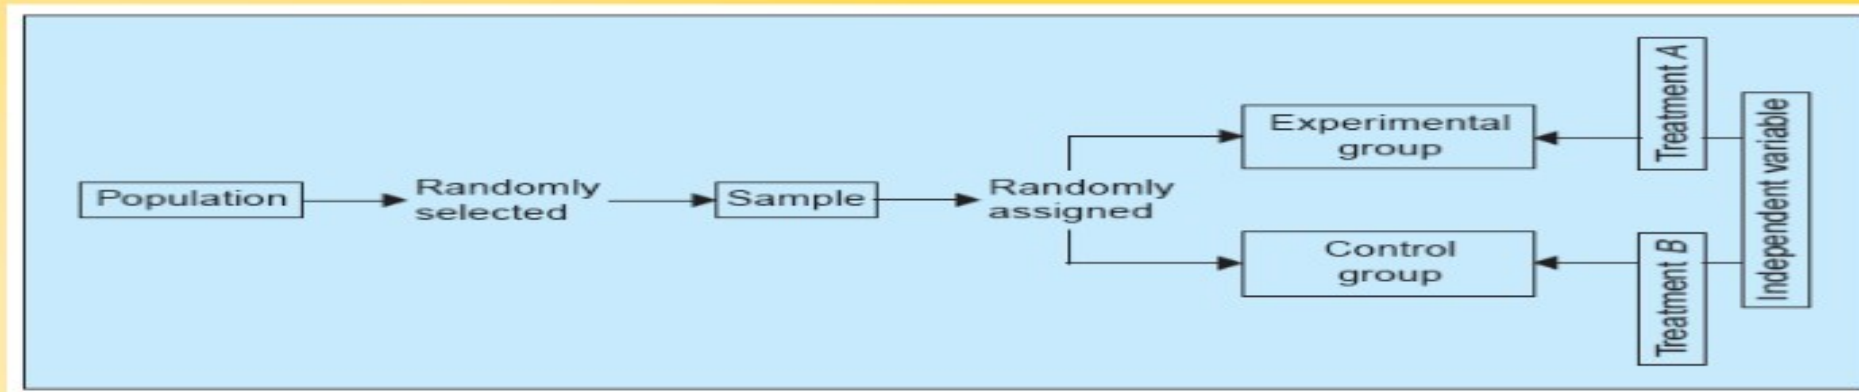 Population
Randomly
selected
Sample
Randomly
assigned
Experimental
group
Control
group
Treatment A
Treatment B
Independent variable